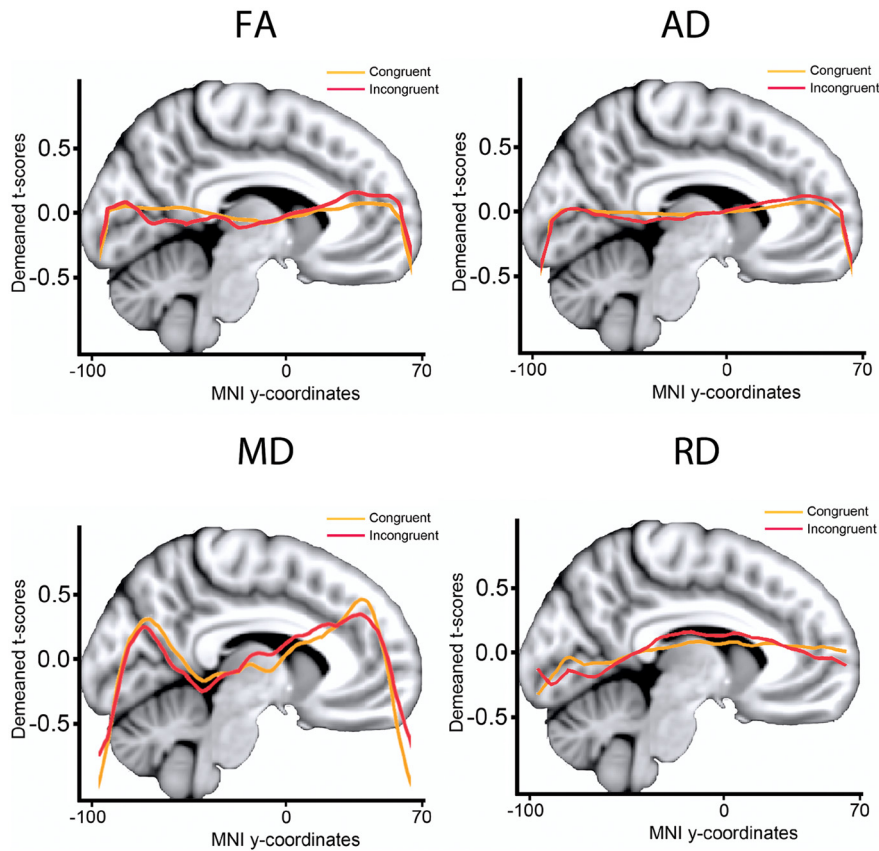 FA
Congruent
Incongruent
Demeaned t-scores
0.5
0.0
-0.5
-100
0
70
MNI y-coordinates
AD
Congruent
Incongruent
Demeaned t-scores
0.5
0.0
-0.5
-100
0
70
MNI y-coordinates
MD
Congruent
Incongruent
Demeaned t-scores
0.5
0.0
-0.5
-100
0
70
MNI y-coordinates
RD
Congruent
Incongruent
Demeaned t-scores
0.5
0.0
-0.5
-100
0
70
MNI y-coordinates